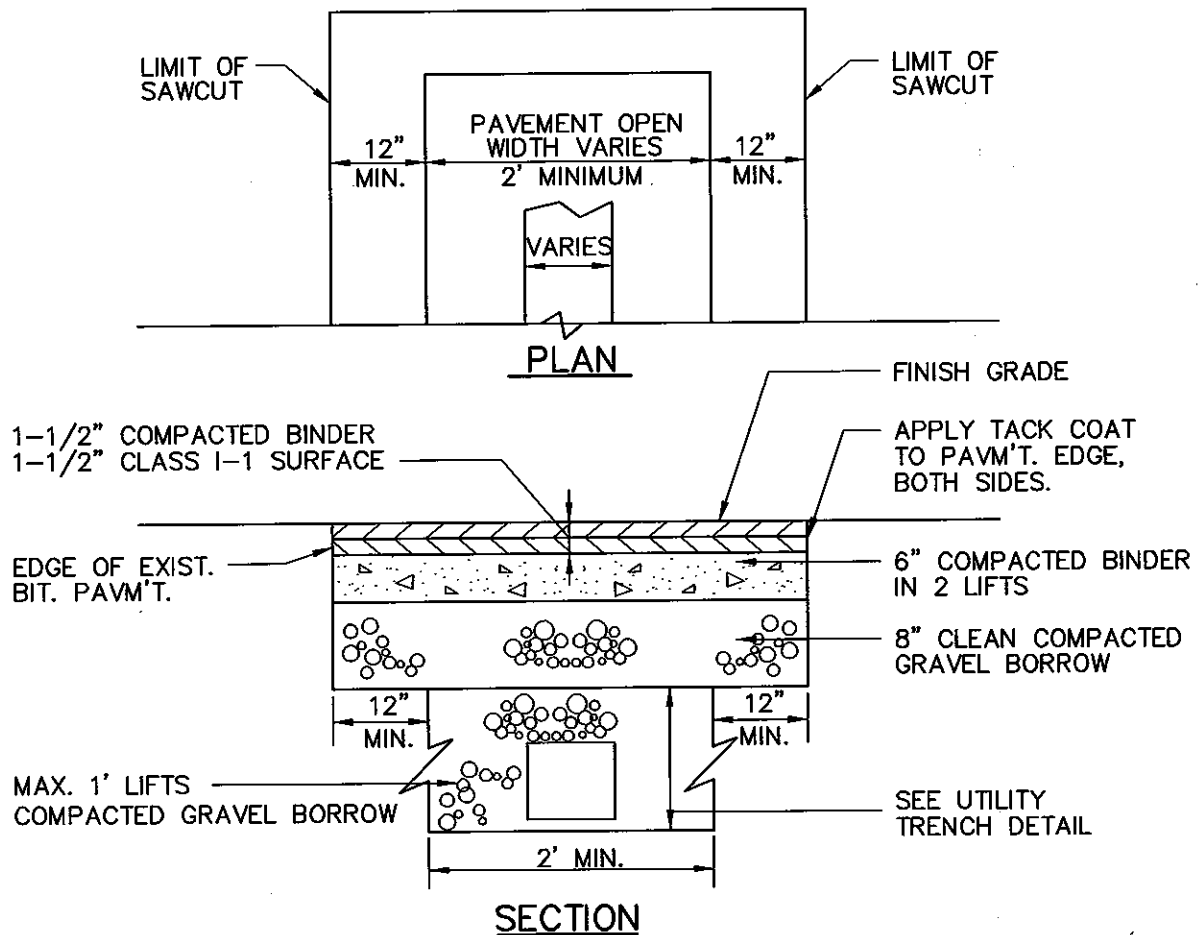 LIMIT OF
SAWCUT
LIMIT OF
SAWCUT
PAVEMENT OPEN
WIDTH VARIES
2' MINIMUM
12"
MIN.
12"
MIN.
VARIES
PLAN
FINISH GRADE
1-1/2" COMPACTED BINDER
1-1/2" CLASS I-1 SURFACE
APPLY TACK COAT
TO PAVM'T. EDGE,
BOTH SIDES.
EDGE OF EXIST.
BIT. PAVM'T.
6" COMPACTED BINDER
IN 2 LIFTS
8" CLEAN COMPACTED
GRAVEL BORROW
12"
MIN.
12"
MIN.
MAX. 1' LIFTS
COMPACTED GRAVEL BORROW
SEE UTILITY
TRENCH DETAIL
2' MIN.
SECTION